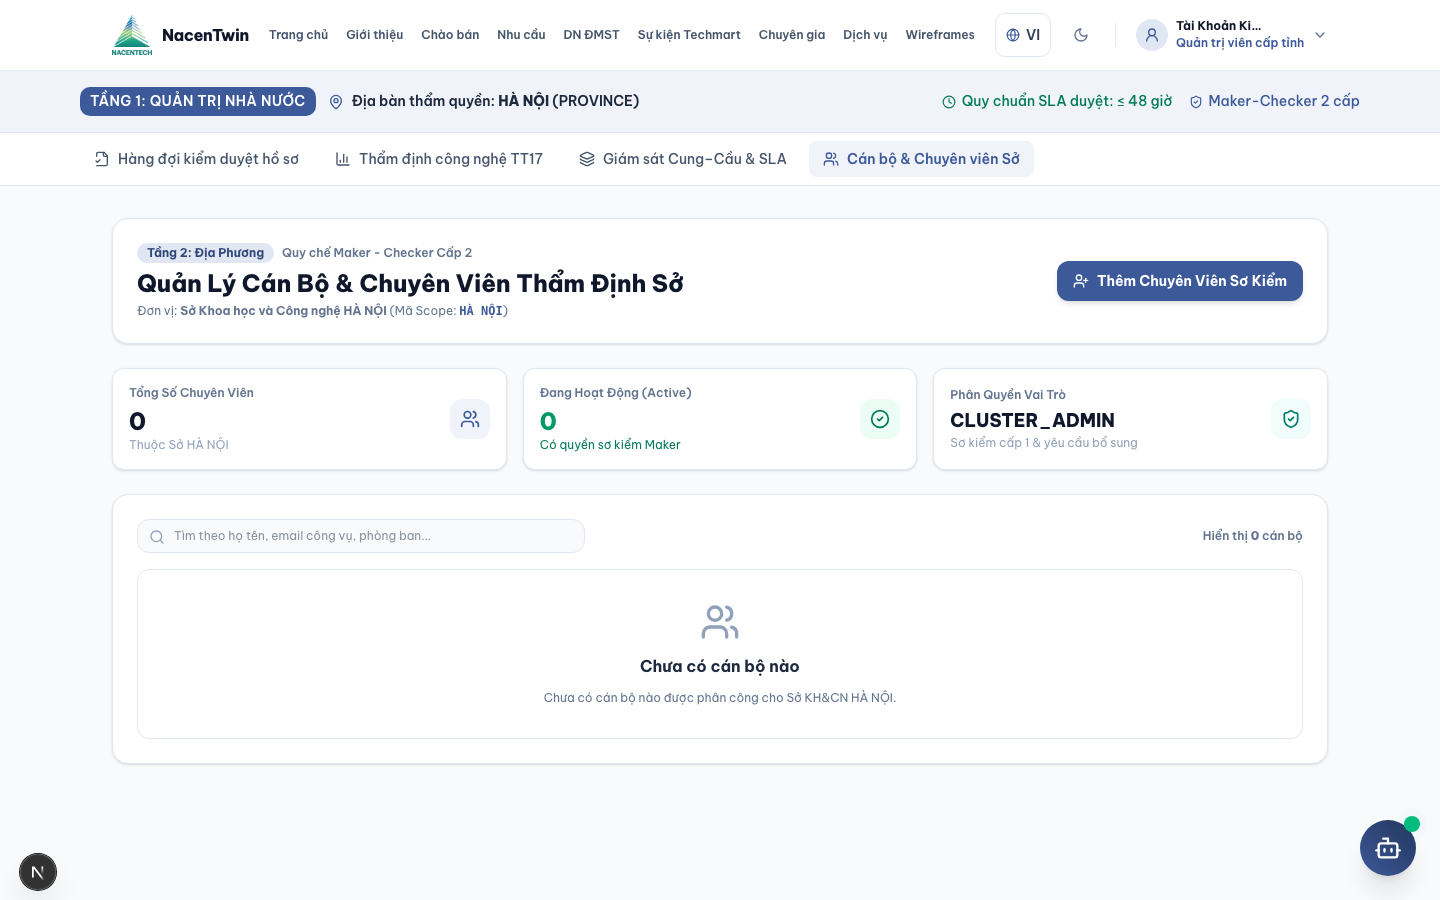 NACENTECH
NacenTwin
Trang chủ
Giới thiệu
Chào bán
Nhu cầu
DN ĐMST
Sự kiện Techmart
Chuyên gia
Dịch vụ
Wireframes
VI
Tài Khoản Ki...
Quản trị viên cấp tỉnh
TẦNG 1: QUẢN TRỊ NHÀ NƯỚC
Địa bàn thẩm quyền: HÀ NỘI (PROVINCE)
Quy chuẩn SLA duyệt: ≤ 48 giờ
Maker-Checker 2 cấp
Hàng đợi kiểm duyệt hồ sơ
Thẩm định công nghệ TT17
Giám sát Cung-Cầu & SLA
Cán bộ & Chuyên viên Sở
Tầng 2: Địa Phương
Quy chế Maker - Checker Cấp 2
Quản Lý Cán Bộ & Chuyên Viên Thẩm Định Sở
Đơn vị: Sở Khoa học và Công nghệ HÀ NỘI (Mã Scope: HÀ NỘI)
Thêm Chuyên Viên Sơ Kiểm
Tổng Số Chuyên Viên
0
Thuộc Sở HÀ NỘI
Đang Hoạt Động (Active)
0
Có quyền sơ kiểm Maker
Phân Quyền Vai Trò
CLUSTER_ADMIN
Sơ kiểm cấp 1 & yêu cầu bổ sung
Tìm theo họ tên, email công vụ, phòng ban...
Hiển thị 0 cán bộ
Chưa có cán bộ nào
Chưa có cán bộ nào được phân công cho Sở KH&CN HÀ NỘI.
N